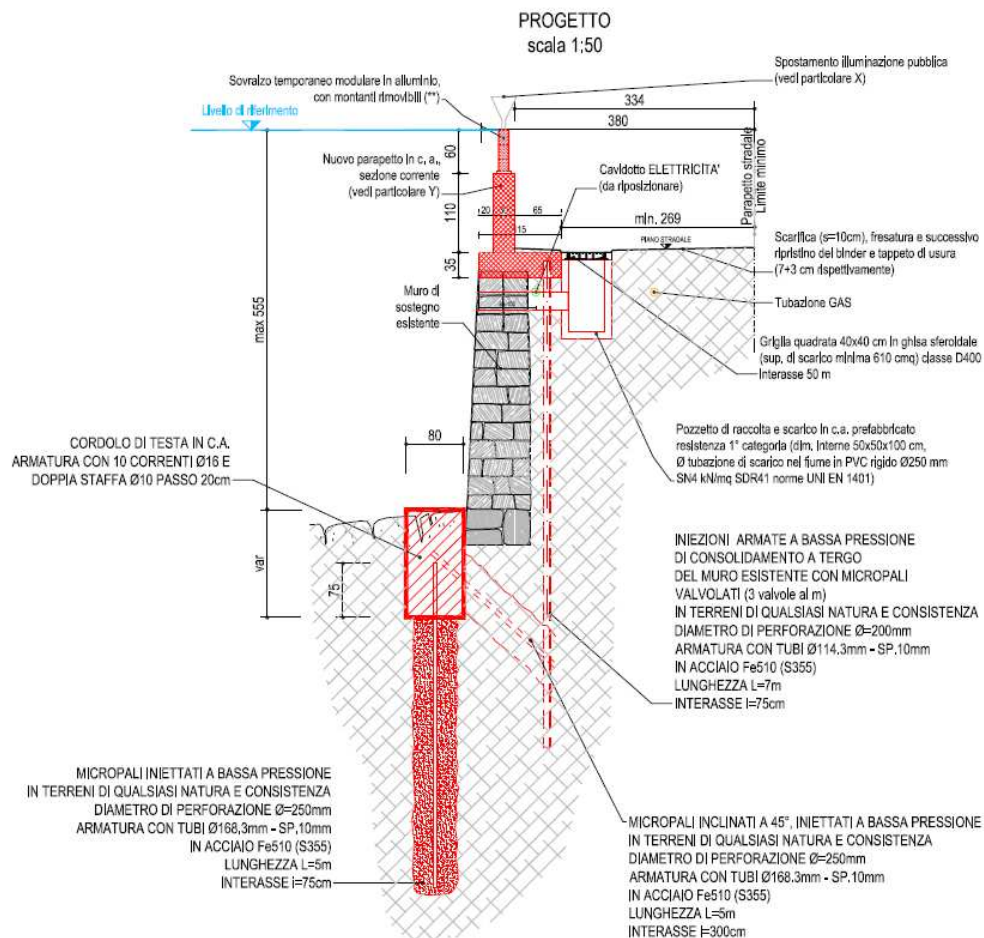 PROGETTO
scala 1:50
Spostamento illuminazione pubblica
(vedi particolare X)
Sovralzo temporaneo modulare in alluminio,
con montanti rimovibili (**)
Livello di riferimento
334
380
60
Nuovo parapetto in c. a.,
sezione corrente
(vedi particolare Y)
Cavidotto ELETTRICITA'
(da riposizionare)
Parapetto stradale
Limite minimo
110
20
65
15
min. 269
PIANO STRADALE
Scarifica (s=10cm), fresatura e successivo
ripristino del binder e tappeto di usura
(7+3 cm rispettivamente)
35
Muro di
sostegno
esistente
Tubazione GAS
max 555
Griglia quadrata 40x40 cm in ghisa sferoidale
(sup. di scarico minima 610 cmq) classe D400
Interasse 50 m
80
CORDOLO DI TESTA IN C.A.
ARMATURA CON 10 CORRENTI Ø16 E
DOPPIA STAFFA Ø10 PASSO 20cm
Pozzetto di raccolta e scarico in c.a. prefabbricato
resistenza 1° categoria (dim. interne 50x50x100 cm,
Ø tubazione di scarico nel fiume in PVC rigido Ø250 mm
SN4 kN/mq SDR41 norme UNI EN 1401)
var
75
INIEZIONI ARMATE A BASSA PRESSIONE
DI CONSOLIDAMENTO A TERGO
DEL MURO ESISTENTE CON MICROPALI
VALVOLATI (3 valvole al m)
IN TERRENI DI QUALSIASI NATURA E CONSISTENZA
DIAMETRO DI PERFORAZIONE Ø=200mm
ARMATURA CON TUBI Ø114.3mm - SP.10mm
IN ACCIAIO Fe510 (S355)
LUNGHEZZA L=7m
INTERASSE I=75cm
MICROPALI INIETTATI A BASSA PRESSIONE
IN TERRENI DI QUALSIASI NATURA E CONSISTENZA
DIAMETRO DI PERFORAZIONE Ø=250mm
ARMATURA CON TUBI Ø168,3mm - SP.10mm
IN ACCIAIO Fe510 (S355)
LUNGHEZZA L=5m
INTERASSE i=75cm
MICROPALI INCLINATI A 45°, INIETTATI A BASSA PRESSIONE
IN TERRENI DI QUALSIASI NATURA E CONSISTENZA
DIAMETRO DI PERFORAZIONE Ø=250mm
ARMATURA CON TUBI Ø168.3mm - SP.10mm
IN ACCIAIO Fe510 (S355)
LUNGHEZZA L=5m
INTERASSE I=300cm